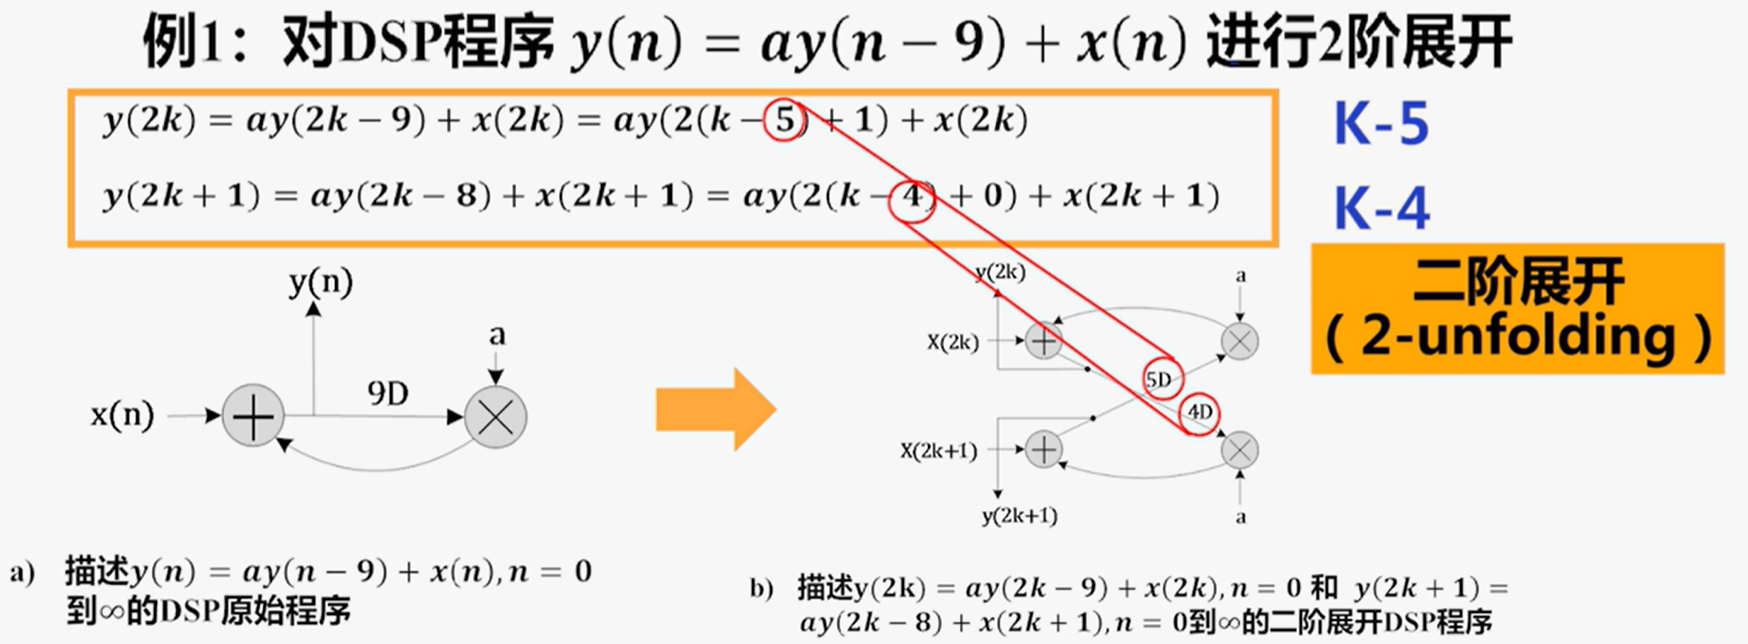 例1：对DSP程序 y(n) = ay(n − 9) + x(n) 进行2阶展开
y(2k) = ay(2k − 9) + x(2k) = ay(2(k − 5) + 1) + x(2k)
K-5
y(2k + 1) = ay(2k − 8) + x(2k + 1) = ay(2(k − 4) + 0) + x(2k + 1)
K-4
二阶展开
( 2-unfolding )
y(n)
a
9D
x(n)
y(2k)
a
X(2k)
5D
4D
X(2k+1)
y(2k+1)
a
a) 描述y(n) = ay(n − 9) + x(n), n = 0
到∞的DSP原始程序
b) 描述y(2k) = ay(2k − 9) + x(2k), n = 0 和 y(2k + 1) =
ay(2k − 8) + x(2k + 1), n = 0到∞的二阶展开DSP程序